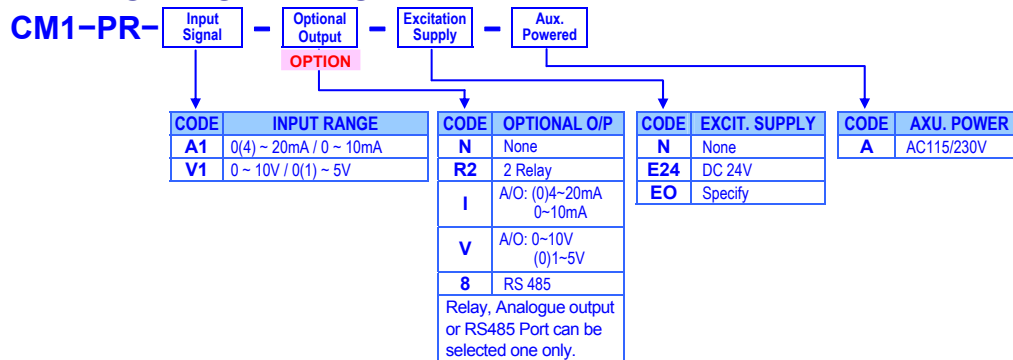 CM1-PR- Input Signal - Optional Output - Excitation Supply - Aux. Powered
OPTION
CODE INPUT RANGE
A1 0(4) ~ 20mA / 0 ~ 10mA
V1 0 ~ 10V / 0(1) ~ 5V
CODE OPTIONAL O/P
N None
R2 2 Relay
I A/O: (0)4~20mA
0~10mA
V A/O: 0~10V
(0)1~5V
8 RS 485
Relay, Analogue output
or RS485 Port can be
selected one only.
CODE EXCIT. SUPPLY
N None
E24 DC 24V
EO Specify
CODE AXU. POWER
A AC115/230V